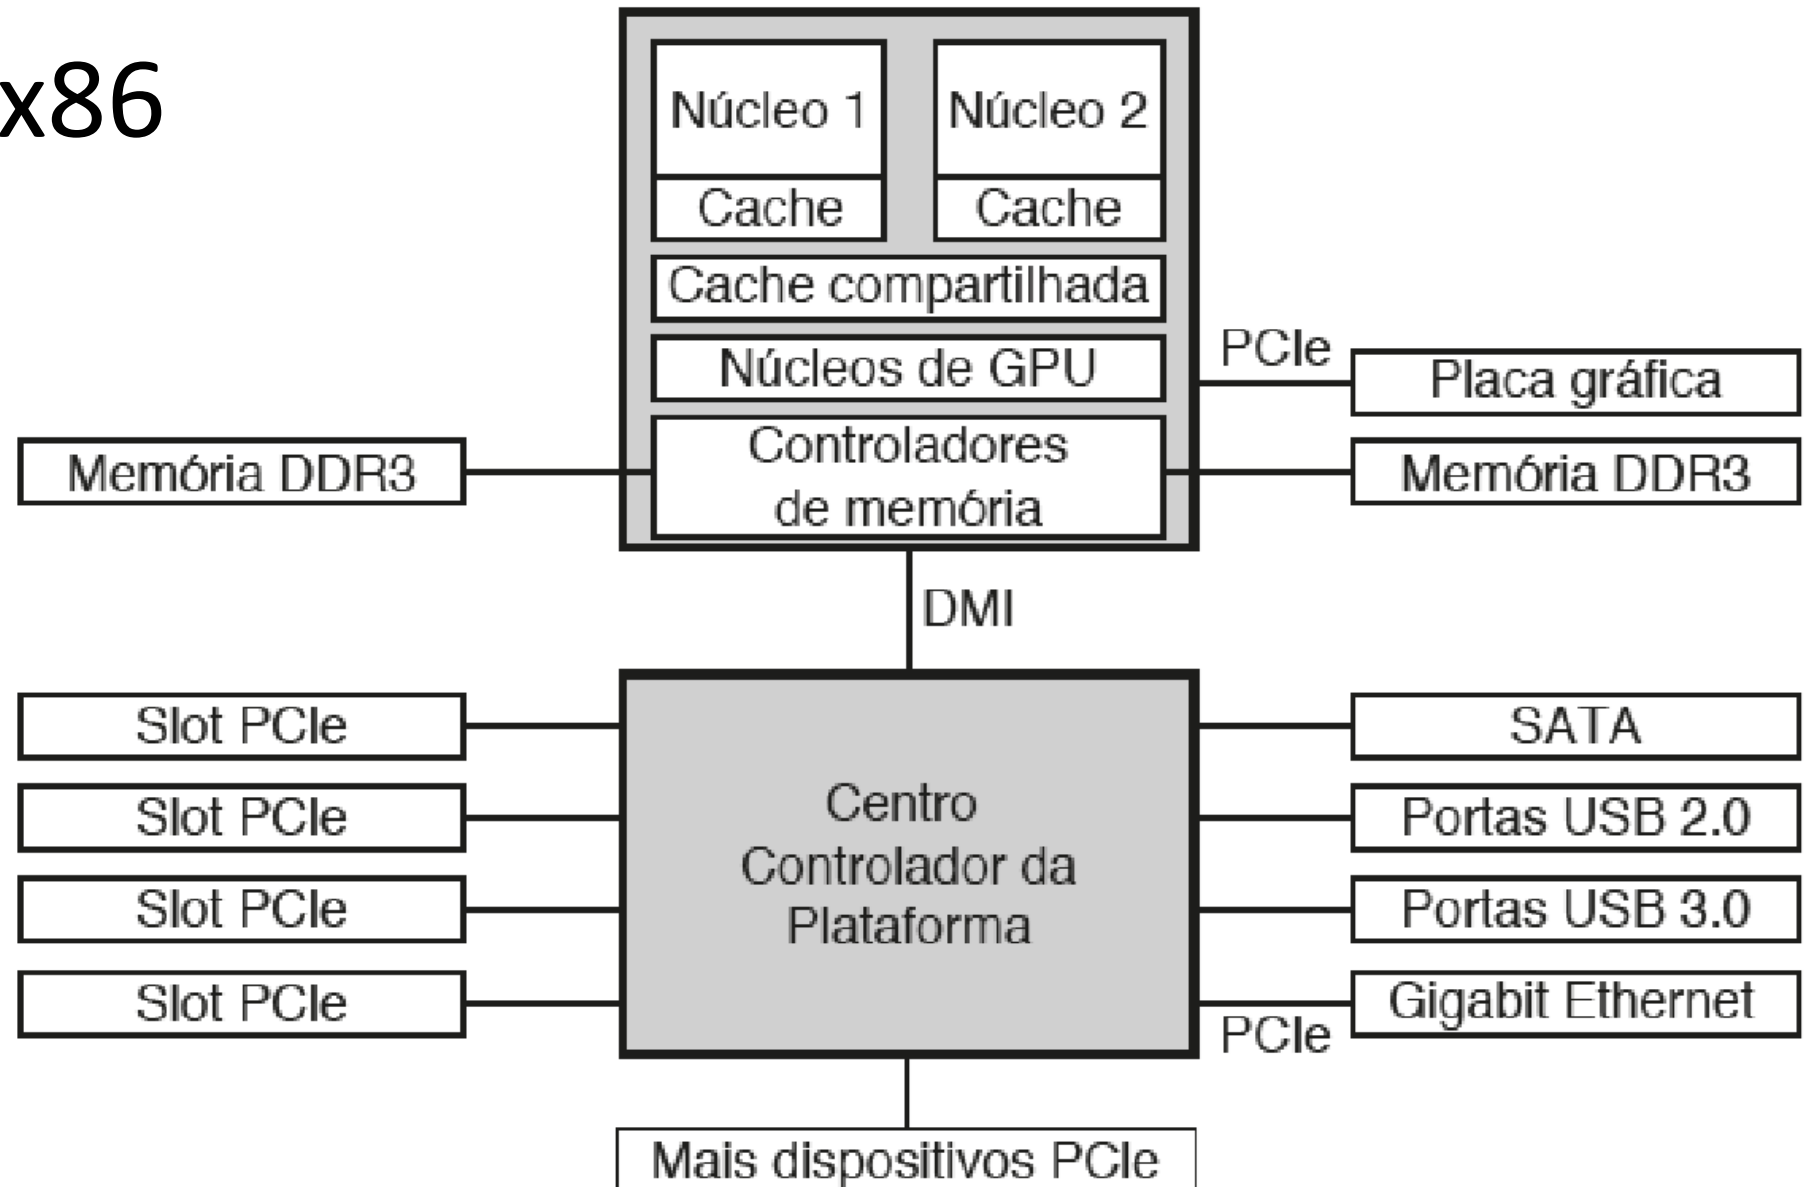 x86
Núcleo 1
Núcleo 2
Cache
Cache
Cache compartilhada
Núcleos de GPU
PCIe
Placa gráfica
Memória DDR3
Controladores
de memória
Memória DDR3
DMI
Slot PCIe
Slot PCIe
Slot PCIe
Slot PCIe
Centro
Controlador da
Plataforma
SATA
Portas USB 2.0
Portas USB 3.0
Gigabit Ethernet
PCIe
Mais dispositivos PCIe